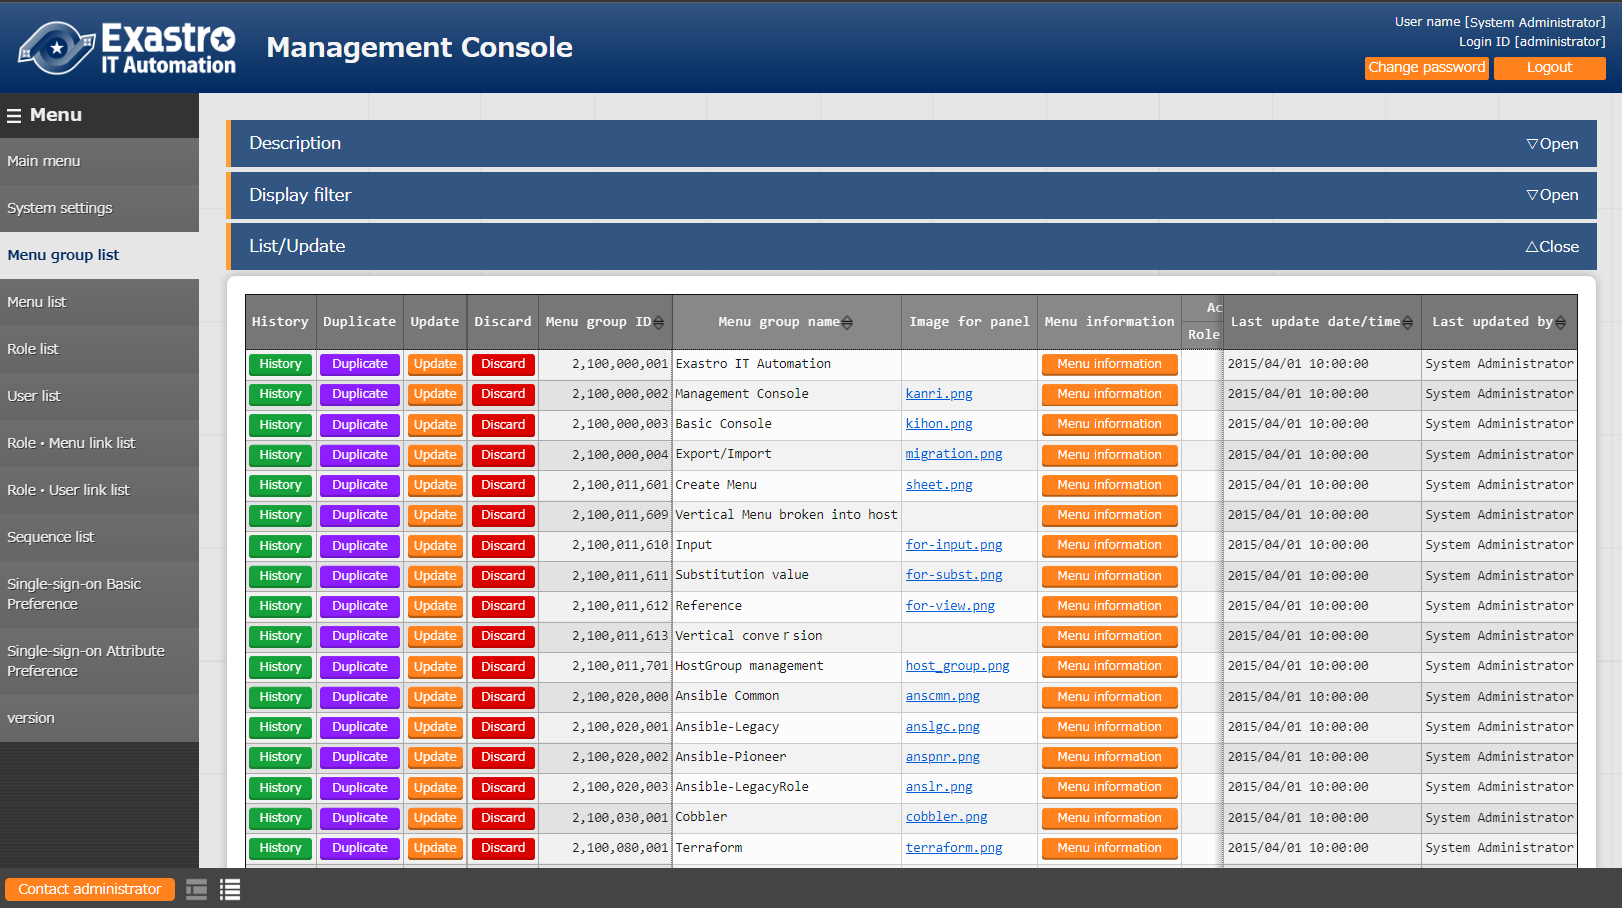 Exastro
IT Automation
Management Console
User name [System Administrator]
Login ID [administrator]
Change password Logout
Menu
Main menu
System settings
Menu group list
Menu list
Role list
User list
Role・Menu link list
Role・User link list
Sequence list
Single-sign-on Basic
Preference
Single-sign-on Attribute
Preference
version
Description ▽Open
Display filter ▽Open
List/Update △Close
History Duplicate Update Discard Menu group ID Menu group name Image for panel Menu information Ac Role Last update date/time Last updated by
History Duplicate Update Discard 2,100,000,001 Exastro IT Automation Menu information 2015/04/01 10:00:00 System Administrator
History Duplicate Update Discard 2,100,000,002 Management Console kanri.png Menu information 2015/04/01 10:00:00 System Administrator
History Duplicate Update Discard 2,100,000,003 Basic Console kihon.png Menu information 2015/04/01 10:00:00 System Administrator
History Duplicate Update Discard 2,100,000,004 Export/Import migration.png Menu information 2015/04/01 10:00:00 System Administrator
History Duplicate Update Discard 2,100,011,601 Create Menu sheet.png Menu information 2015/04/01 10:00:00 System Administrator
History Duplicate Update Discard 2,100,011,609 Vertical Menu broken into host Menu information 2015/04/01 10:00:00 System Administrator
History Duplicate Update Discard 2,100,011,610 Input for-input.png Menu information 2015/04/01 10:00:00 System Administrator
History Duplicate Update Discard 2,100,011,611 Substitution value for-subst.png Menu information 2015/04/01 10:00:00 System Administrator
History Duplicate Update Discard 2,100,011,612 Reference for-view.png Menu information 2015/04/01 10:00:00 System Administrator
History Duplicate Update Discard 2,100,011,613 Vertical conveｒsion Menu information 2015/04/01 10:00:00 System Administrator
History Duplicate Update Discard 2,100,011,701 HostGroup management host_group.png Menu information 2015/04/01 10:00:00 System Administrator
History Duplicate Update Discard 2,100,020,000 Ansible Common anscmn.png Menu information 2015/04/01 10:00:00 System Administrator
History Duplicate Update Discard 2,100,020,001 Ansible-Legacy anslgc.png Menu information 2015/04/01 10:00:00 System Administrator
History Duplicate Update Discard 2,100,020,002 Ansible-Pioneer anspnr.png Menu information 2015/04/01 10:00:00 System Administrator
History Duplicate Update Discard 2,100,020,003 Ansible-LegacyRole anslr.png Menu information 2015/04/01 10:00:00 System Administrator
History Duplicate Update Discard 2,100,030,001 Cobbler cobbler.png Menu information 2015/04/01 10:00:00 System Administrator
History Duplicate Update Discard 2,100,080,001 Terraform terraform.png Menu information 2015/04/01 10:00:00 System Administrator
Contact administrator